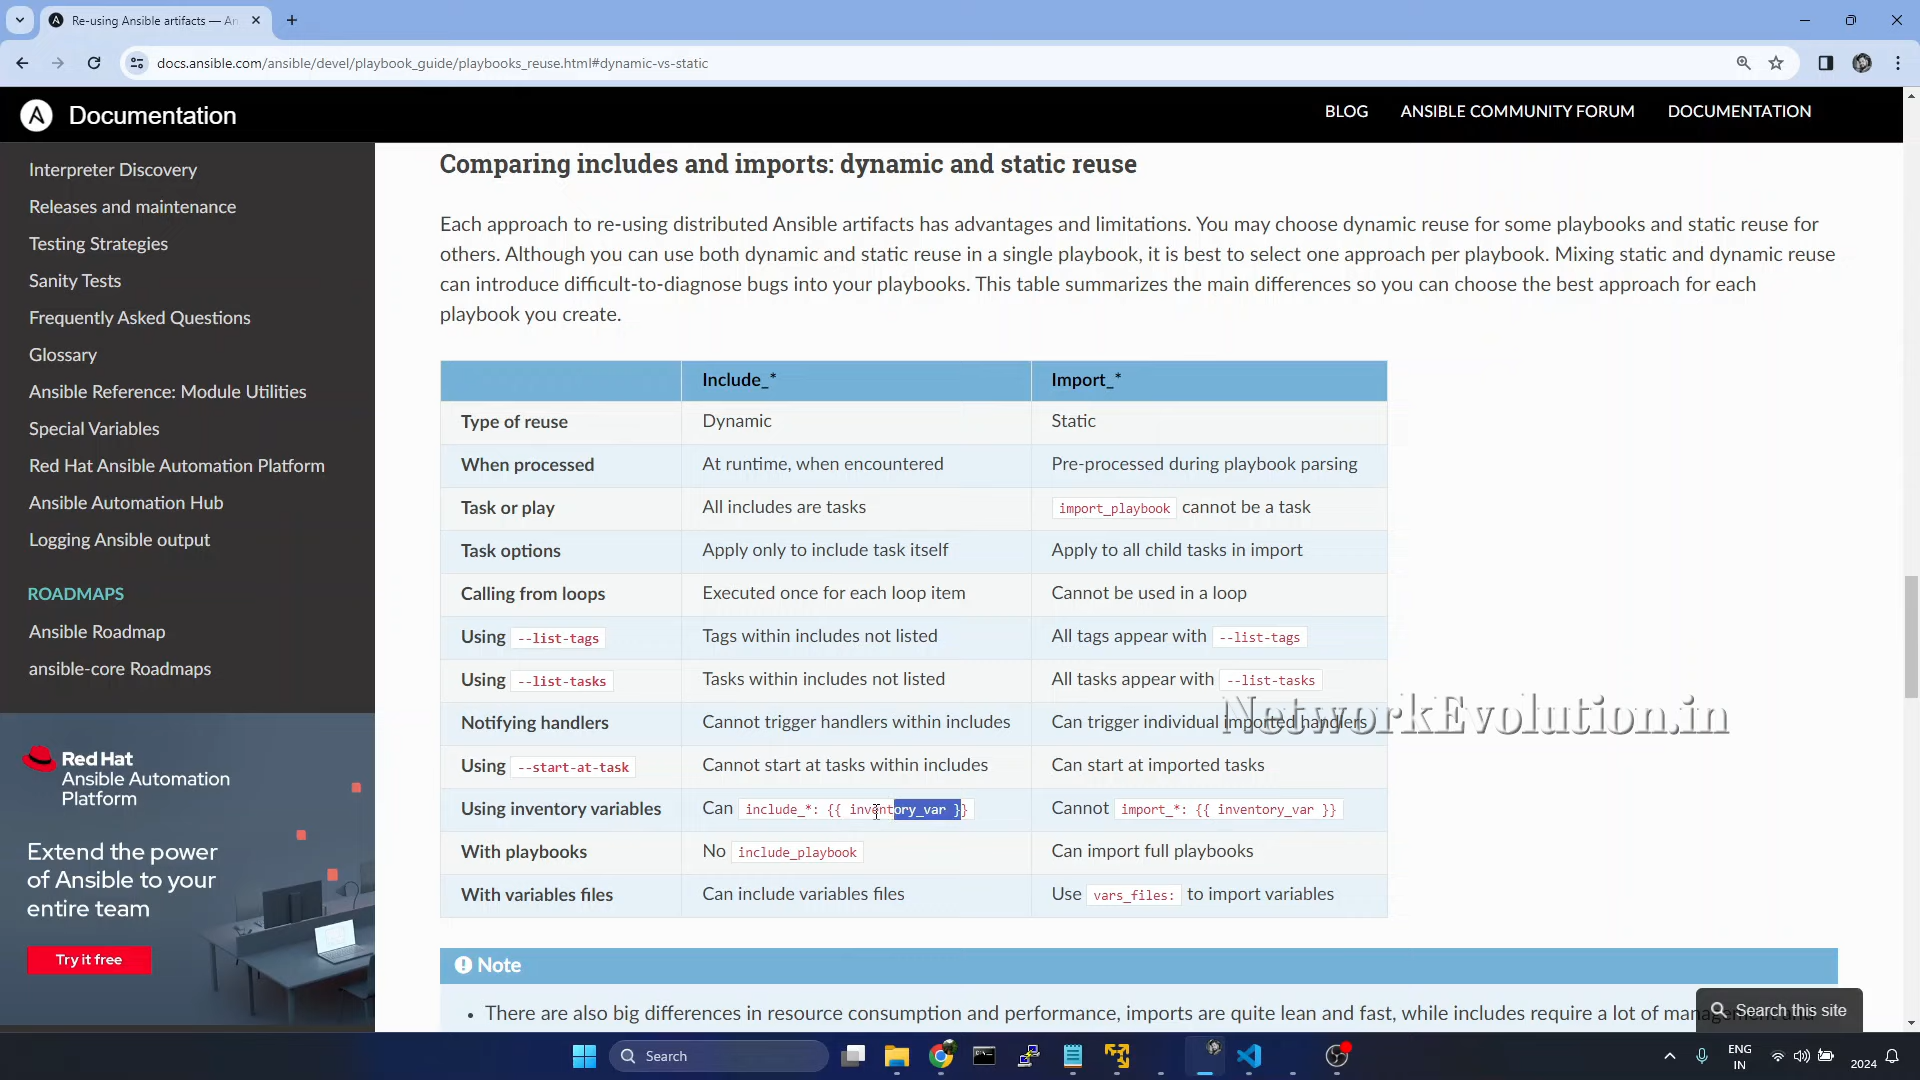 Re-using Ansible artifacts — An
docs.ansible.com/ansible/devel/playbook_guide/playbooks_reuse.html#dynamic-vs-static
A Documentation
BLOG ANSIBLE COMMUNITY FORUM DOCUMENTATION
Interpreter Discovery
Releases and maintenance
Testing Strategies
Sanity Tests
Frequently Asked Questions
Glossary
Ansible Reference: Module Utilities
Special Variables
Red Hat Ansible Automation Platform
Ansible Automation Hub
Logging Ansible output
ROADMAPS
Ansible Roadmap
ansible-core Roadmaps
Red Hat
Ansible Automation
Platform
Extend the power
of Ansible to your
entire team
Try it free
Comparing includes and imports: dynamic and static reuse
Each approach to re-using distributed Ansible artifacts has advantages and limitations. You may choose dynamic reuse for some playbooks and static reuse for
others. Although you can use both dynamic and static reuse in a single playbook, it is best to select one approach per playbook. Mixing static and dynamic reuse
can introduce difficult-to-diagnose bugs into your playbooks. This table summarizes the main differences so you can choose the best approach for each
playbook you create.
Include_* Import_*
Type of reuse Dynamic Static
When processed At runtime, when encountered Pre-processed during playbook parsing
Task or play All includes are tasks import_playbook cannot be a task
Task options Apply only to include task itself Apply to all child tasks in import
Calling from loops Executed once for each loop item Cannot be used in a loop
Using --list-tags Tags within includes not listed All tags appear with --list-tags
Using --list-tasks Tasks within includes not listed All tasks appear with --list-tasks
Notifying handlers Cannot trigger handlers within includes Can trigger individual imported handlers
NetworkEvolution.in
Using --start-at-task Cannot start at tasks within includes Can start at imported tasks
Using inventory variables Can include_*: {{ inventory_var }} Cannot import_*: {{ inventory_var }}
With playbooks No include_playbook Can import full playbooks
With variables files Can include variables files Use vars_files: to import variables
Note
There are also big differences in resource consumption and performance, imports are quite lean and fast, while includes require a lot of management and
Search this site
Search
ENG
IN
2024